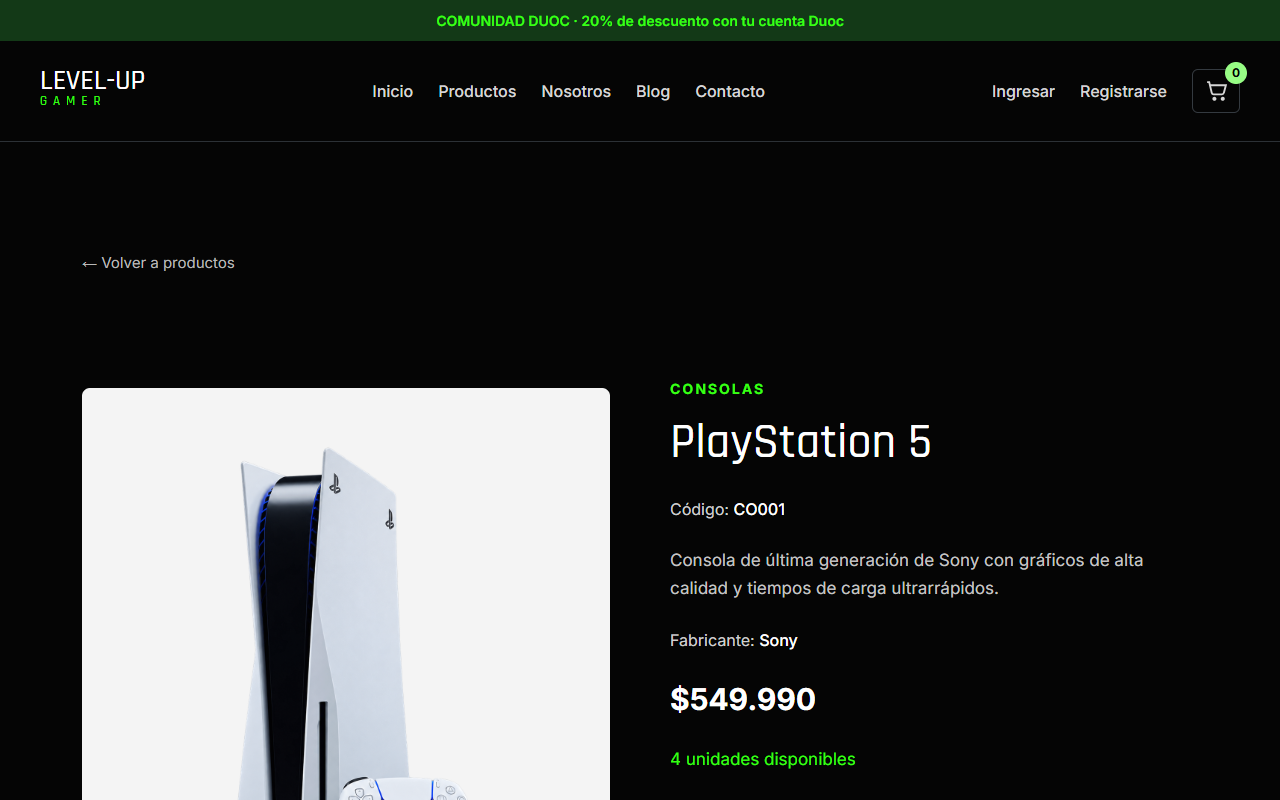 COMUNIDAD DUOC · 20% de descuento con tu cuenta Duoc
LEVEL-UP
GAMER
Inicio Productos Nosotros Blog Contacto
Ingresar Registrarse
0
← Volver a productos
CONSOLAS
PlayStation 5
Código: CO001
Consola de última generación de Sony con gráficos de alta
calidad y tiempos de carga ultrarrápidos.
Fabricante: Sony
$549.990
4 unidades disponibles